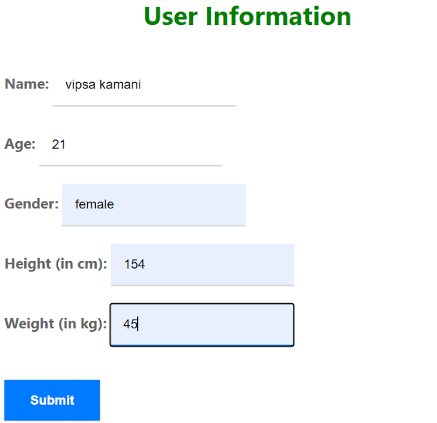 User Information
Name: vipsa kamani
Age: 21
Gender: female
Height (in cm): 154
Weight (in kg): 45
Submit